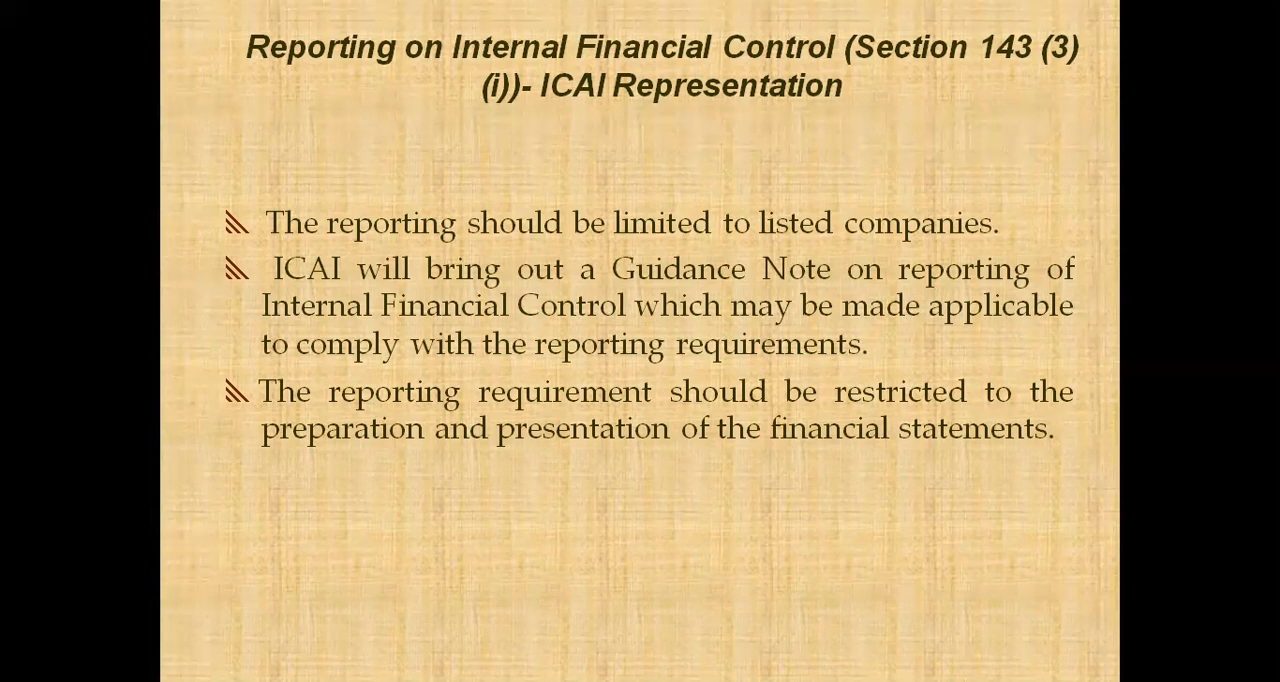 Reporting on Internal Financial Control (Section 143 (3)
(i))- ICAI Representation
The reporting should be limited to listed companies.
ICAI will bring out a Guidance Note on reporting of
Internal Financial Control which may be made applicable
to comply with the reporting requirements.
The reporting requirement should be restricted to the
preparation and presentation of the financial statements.